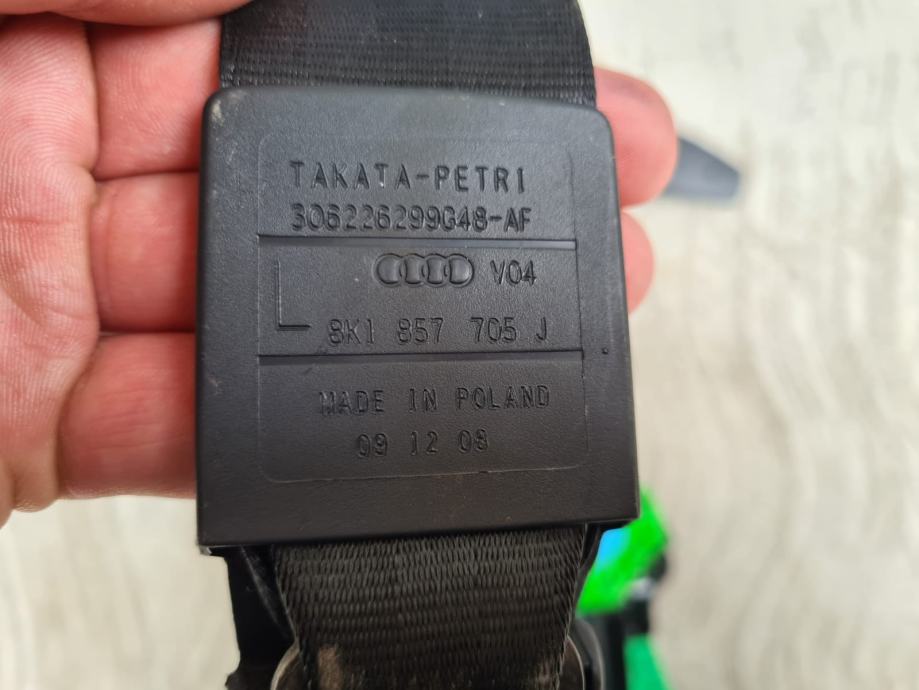 TAKATA-PETRI
306226299G48-AF
V04
L
8K1 857 705 J
MADE IN POLAND
09 12 08